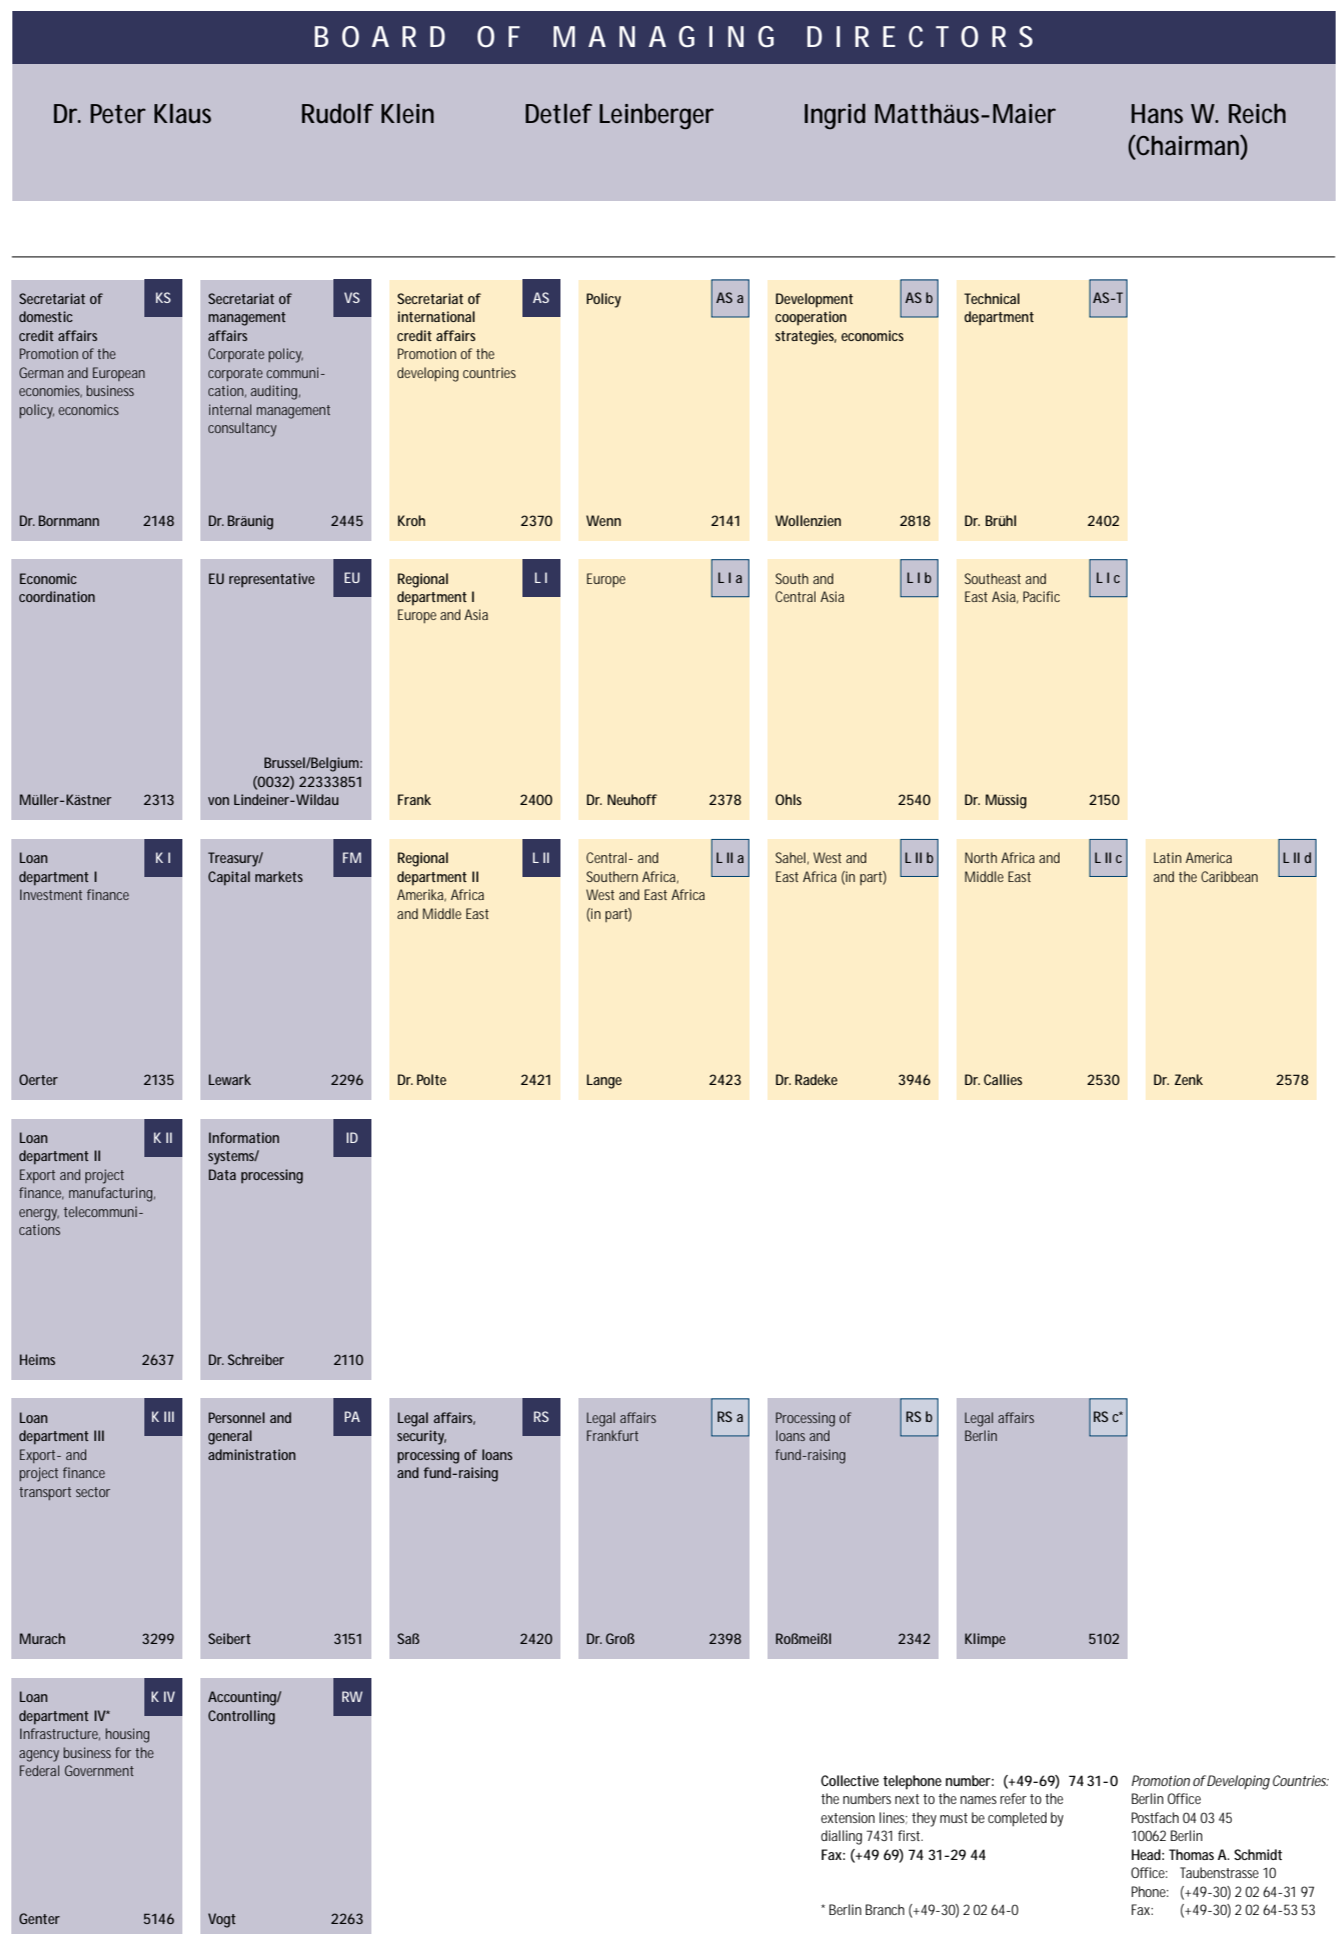 BOARD OF MANAGING DIRECTORS
Dr. Peter Klaus
Rudolf Klein
Detlef Leinberger
Ingrid Matthäus-Maier
Hans W. Reich
(Chairman)
Secretariat of
domestic
credit affairs
Promotion of the
German and European
economies, business
policy, economics
KS
Dr. Bornmann 2148
Secretariat of
management
affairs
Corporate policy,
corporate communi-
cation, auditing,
internal management
consultancy
VS
Dr. Bräunig 2445
Secretariat of
international
credit affairs
Promotion of the
developing countries
AS
Kroh 2370
Policy
AS a
Wenn 2141
Development
cooperation
strategies, economics
AS b
Wollenzien 2818
Technical
department
AS-T
Dr. Brühl 2402
Economic
coordination
Müller-Kästner 2313
EU representative
EU
Brussel/Belgium:
(0032) 22333851
von Lindeiner-Wildau
Regional
department I
Europe and Asia
L I
Frank 2400
Europe
L I a
Dr. Neuhoff 2378
South and
Central Asia
L I b
Ohls 2540
Southeast and
East Asia, Pacific
L I c
Dr. Müssig 2150
Loan
department I
Investment finance
K I
Oerter 2135
Treasury/
Capital markets
FM
Lewark 2296
Regional
department II
Amerika, Africa
and Middle East
L II
Dr. Polte 2421
Central- and
Southern Africa,
West and East Africa
(in part)
L II a
Lange 2423
Sahel, West and
East Africa (in part)
L II b
Dr. Radeke 3946
North Africa and
Middle East
L II c
Dr. Callies 2530
Latin America
and the Caribbean
L II d
Dr. Zenk 2578
Loan
department II
Export and project
finance, manufacturing,
energy, telecommuni-
cations
K II
Heims 2637
Information
systems/
Data processing
ID
Dr. Schreiber 2110
Loan
department III
Export- and
project finance
transport sector
K III
Murach 3299
Personnel and
general
administration
PA
Seibert 3151
Legal affairs,
security,
processing of loans
and fund-raising
RS
Saß 2420
Legal affairs
Frankfurt
RS a
Dr. Groß 2398
Processing of
loans and
fund-raising
RS b
Roßmeißl 2342
Legal affairs
Berlin
RS c*
Klimpe 5102
Loan
department IV*
Infrastructure, housing
agency business for the
Federal Government
K IV
Genter 5146
Accounting/
Controlling
RW
Vogt 2263
Collective telephone number: (+49-69) 74 31-0
the numbers next to the names refer to the
extension lines; they must be completed by
dialling 7431 first.
Fax: (+49 69) 74 31-29 44
* Berlin Branch (+49-30) 2 02 64-0
Promotion of Developing Countries:
Berlin Office
Postfach 04 03 45
10062 Berlin
Head: Thomas A. Schmidt
Office: Taubenstrasse 10
Phone: (+49-30) 2 02 64-31 97
Fax: (+49-30) 2 02 64-53 53